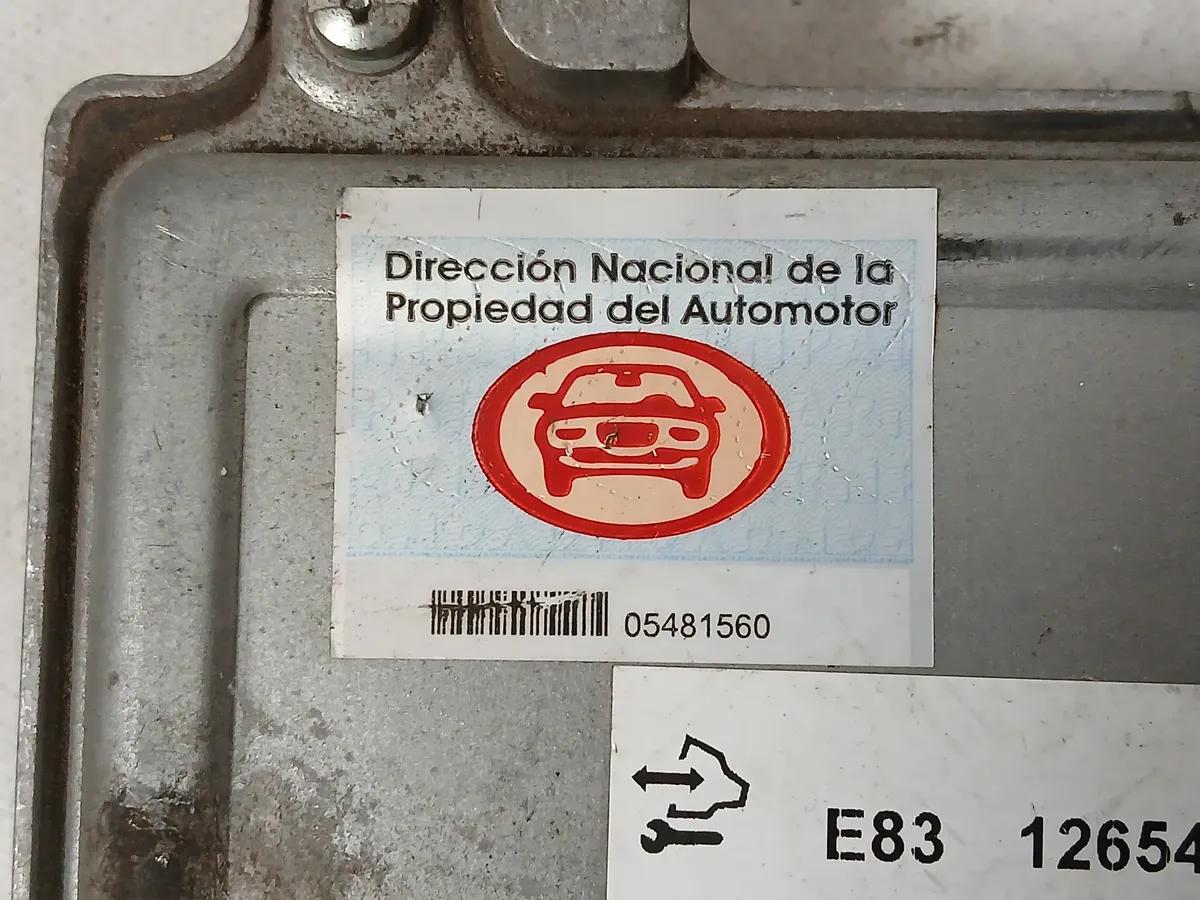 Dirección Nacional de la
Propiedad del Automotor
05481560
E83 12654